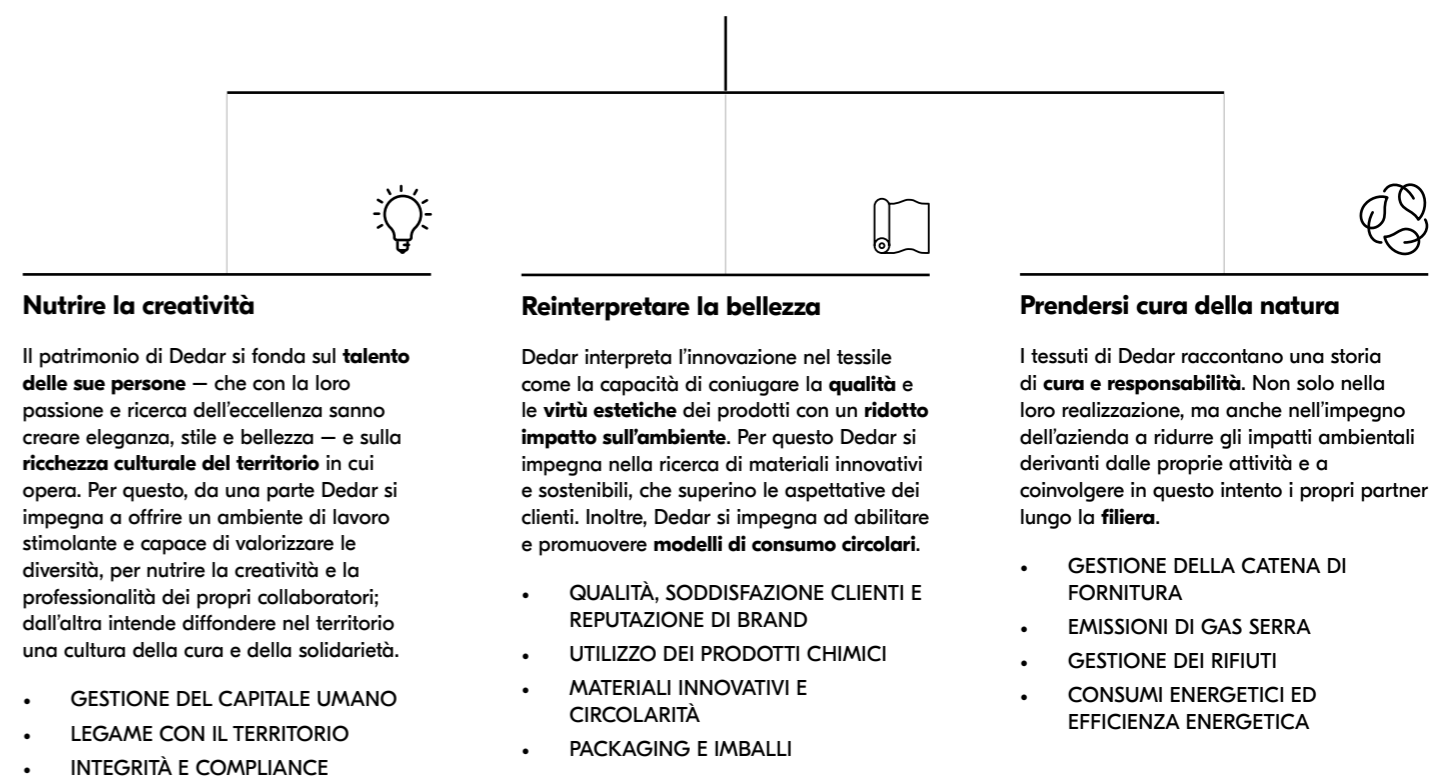 Nutrire la creatività
Il patrimonio di Dedar si fonda sul talento
delle sue persone – che con la loro
passione e ricerca dell'eccellenza sanno
creare eleganza, stile e bellezza – e sulla
ricchezza culturale del territorio in cui
opera. Per questo, da una parte Dedar si
impegna a offrire un ambiente di lavoro
stimolante e capace di valorizzare le
diversità, per nutrire la creatività e la
professionalità dei propri collaboratori;
dall'altra intende diffondere nel territorio
una cultura della cura e della solidarietà.
• GESTIONE DEL CAPITALE UMANO
• LEGAME CON IL TERRITORIO
• INTEGRITÀ E COMPLIANCE
Reinterpretare la bellezza
Dedar interpreta l'innovazione nel tessile
come la capacità di coniugare la qualità e
le virtù estetiche dei prodotti con un ridotto
impatto sull'ambiente. Per questo Dedar si
impegna nella ricerca di materiali innovativi
e sostenibili, che superino le aspettative dei
clienti. Inoltre, Dedar si impegna ad abilitare
e promuovere modelli di consumo circolari.
• QUALITÀ, SODDISFAZIONE CLIENTI E
REPUTAZIONE DI BRAND
• UTILIZZO DEI PRODOTTI CHIMICI
• MATERIALI INNOVATIVI E
CIRCOLARITÀ
• PACKAGING E IMBALLI
Prendersi cura della natura
I tessuti di Dedar raccontano una storia
di cura e responsabilità. Non solo nella
loro realizzazione, ma anche nell'impegno
dell'azienda a ridurre gli impatti ambientali
derivanti dalle proprie attività e a
coinvolgere in questo intento i propri partner
lungo la filiera.
• GESTIONE DELLA CATENA DI
FORNITURA
• EMISSIONI DI GAS SERRA
• GESTIONE DEI RIFIUTI
• CONSUMI ENERGETICI ED
EFFICIENZA ENERGETICA